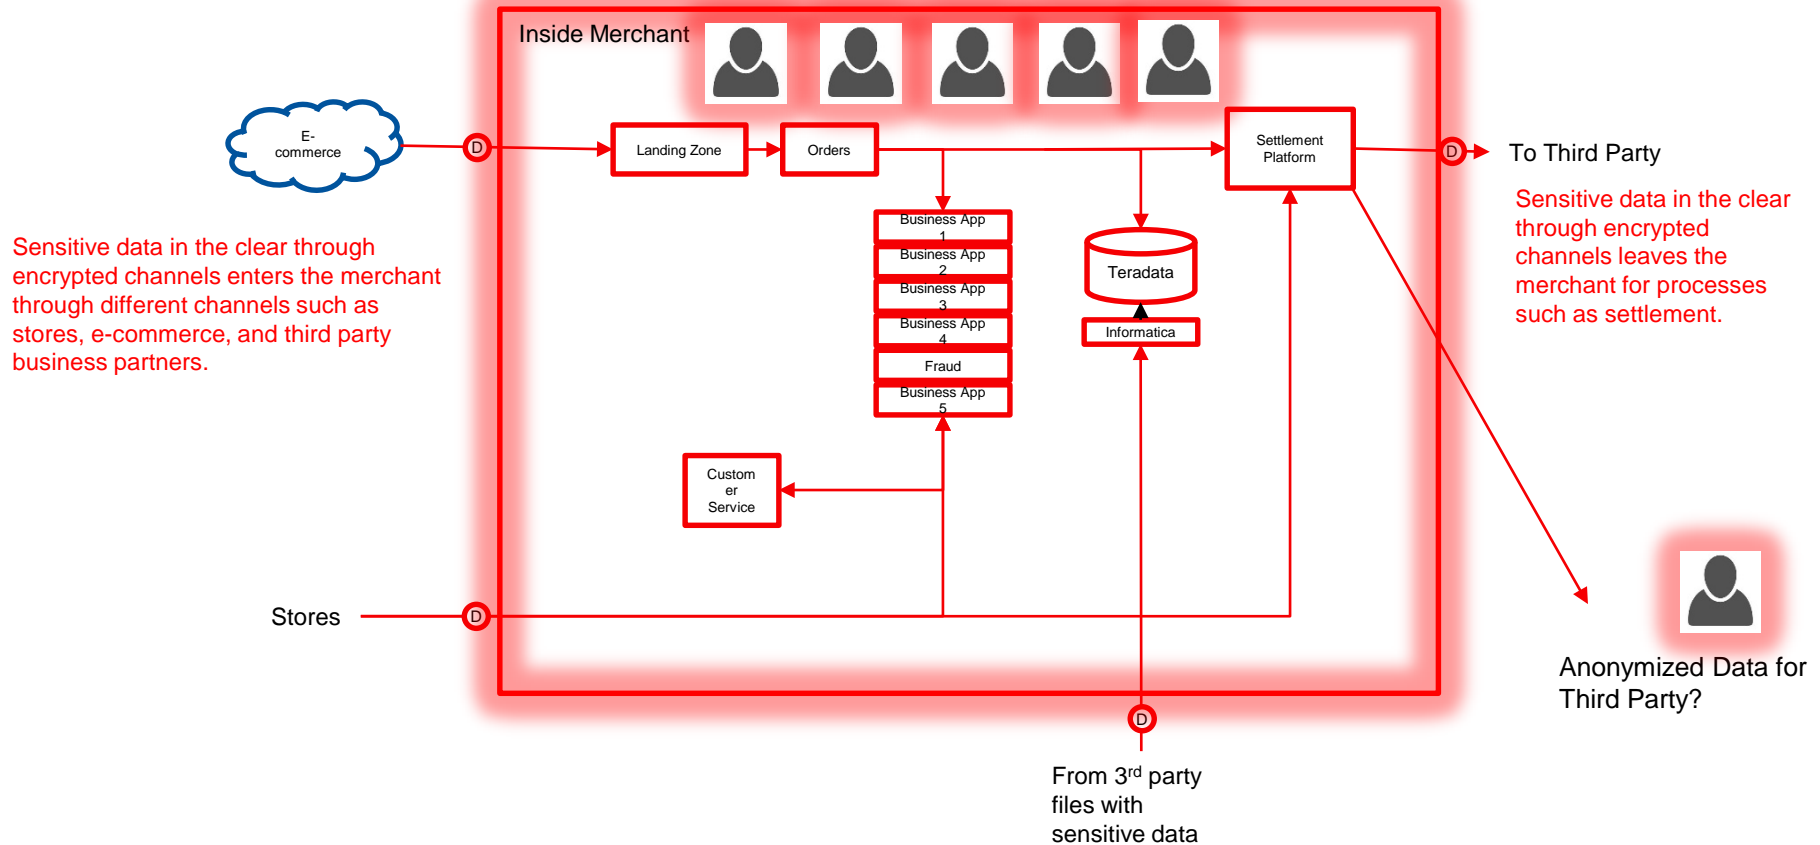 Inside Merchant
E-
commerce
D
Landing Zone
Orders
Settlement
Platform
D
To Third Party
Sensitive data in the clear
through encrypted
channels leaves the
merchant for processes
such as settlement.
Sensitive data in the clear through
encrypted channels enters the merchant
through different channels such as
stores, e-commerce, and third party
business partners.
Business App
1
Business App
2
Business App
3
Business App
4
Fraud
Business App
5
Teradata
Informatica
Custom
er
Service
Stores
D
Anonymized Data for
Third Party?
D
From 3rd party
files with
sensitive data